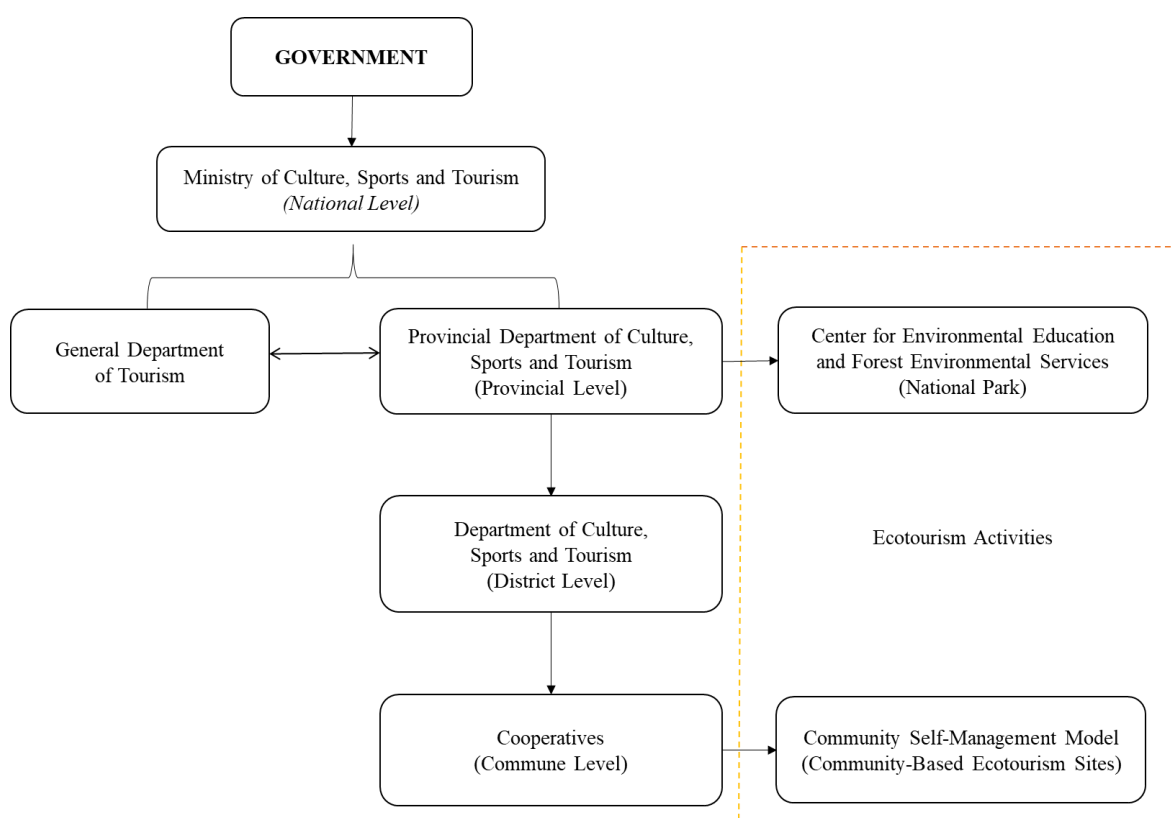 GOVERNMENT
Ministry of Culture, Sports and Tourism
(National Level)
General Department
of Tourism
Provincial Department of Culture,
Sports and Tourism
(Provincial Level)
Center for Environmental Education
and Forest Environmental Services
(National Park)
Department of Culture,
Sports and Tourism
(District Level)
Ecotourism Activities
Cooperatives
(Commune Level)
Community Self-Management Model
(Community-Based Ecotourism Sites)